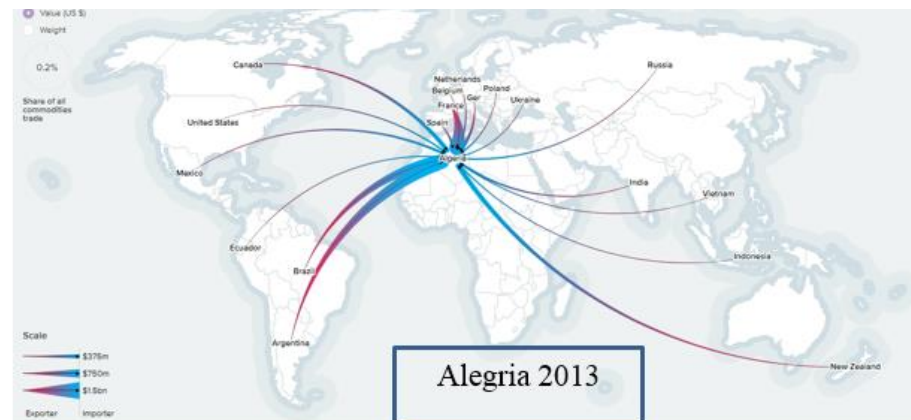 Value (US $)
Weight
0.2%
Share of all
commodities
trade
Canada
United States
Mexico
Ecuador
Brazil
Argentina
Netherlands
Belgium
Ger
Poland
France
Ukraine
Spain
Algeria
Russia
India
Vietnam
Indonesia
New Zealand
Scale
$375m
$750m
$1.5bn
Exporter
Importer
Alegria 2013